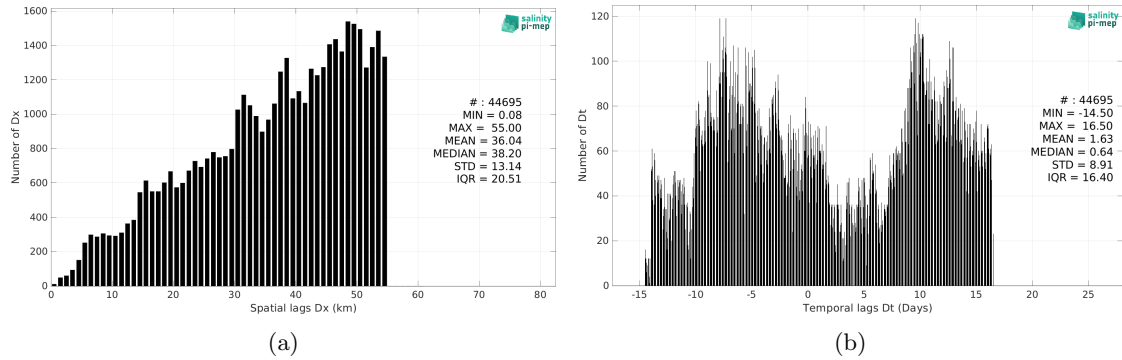 1600
1400
1200
1000
800
600
400
200
0
Number of Dx
0 10 20 30 40 50 60 70 80
Spatial lags Dx (km)
salinity
pi-mep
# : 44695
MIN = 0.08
MAX = 55.00
MEAN = 36.04
MEDIAN = 38.20
STD = 13.14
IQR = 20.51
(a)
120
100
80
60
40
20
0
Number of Dt
-15 -10 -5 0 5 10 15 20 25
Temporal lags Dt (Days)
salinity
pi-mep
# : 44695
MIN = -14.50
MAX = 16.50
MEAN = 1.63
MEDIAN = 0.64
STD = 8.91
IQR = 16.40
(b)